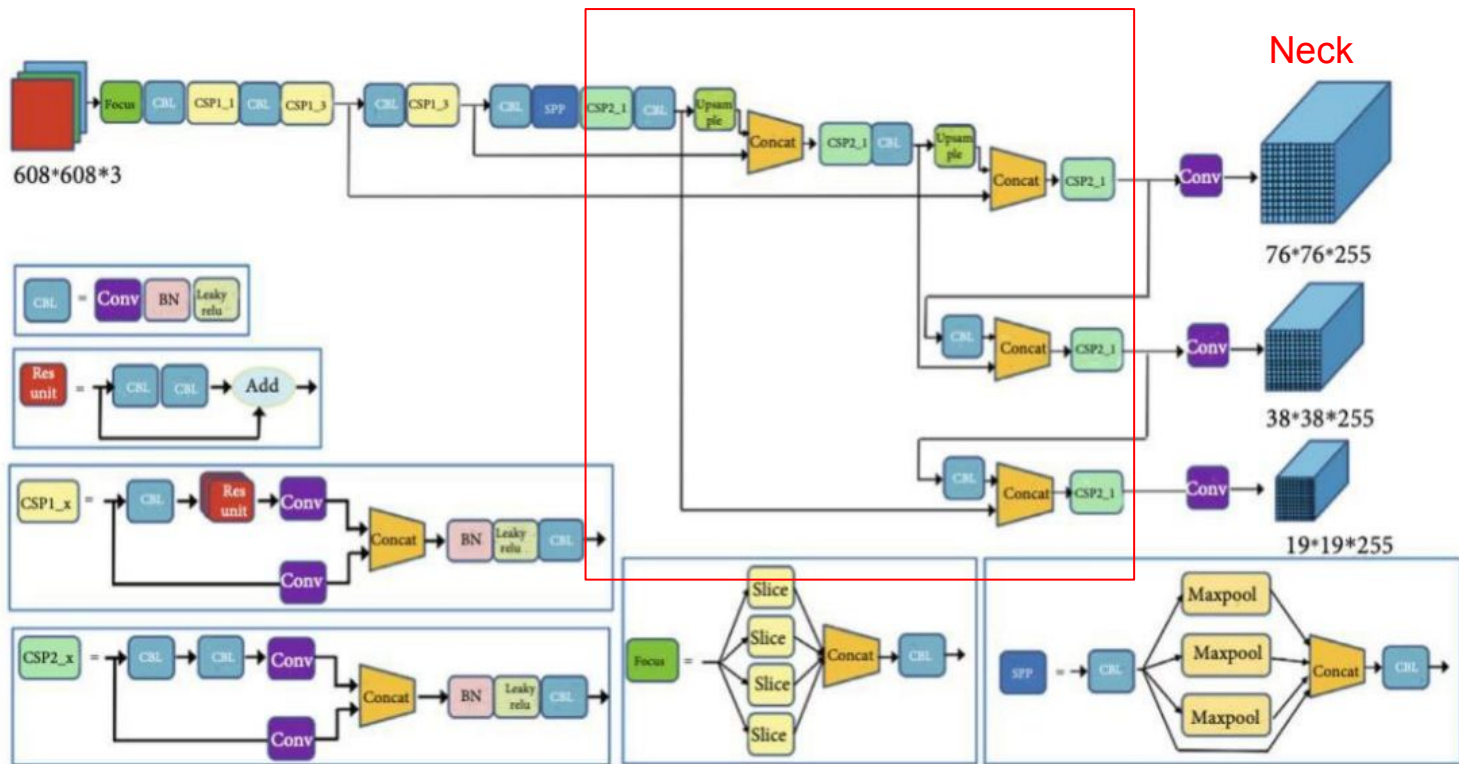 Neck
Focus CBL CSP1_1 CBL CSP1_3 CBL CSP1_3 CBL SPP CSP2_1 CBL Upsam
ple
Concat CSP2_1 CBL Upsam
ple
Concat CSP2_1 Conv
608*608*3
76*76*255
CBL = Conv BN Leaky
relu
CBL Concat CSP2_1 Conv
38*38*255
Res
unit = CBL CBL Add
CBL Concat CSP2_1 Conv
19*19*255
CSP1_x = CBL Res
unit Conv
Concat BN Leaky
relu CBL
Conv
CSP2_x = CBL CBL Conv
Concat BN Leaky
relu CBL
Conv
Focus =
Slice
Slice
Slice
Slice
Concat CBL
SPP = CBL
Maxpool
Maxpool
Maxpool
Concat CBL